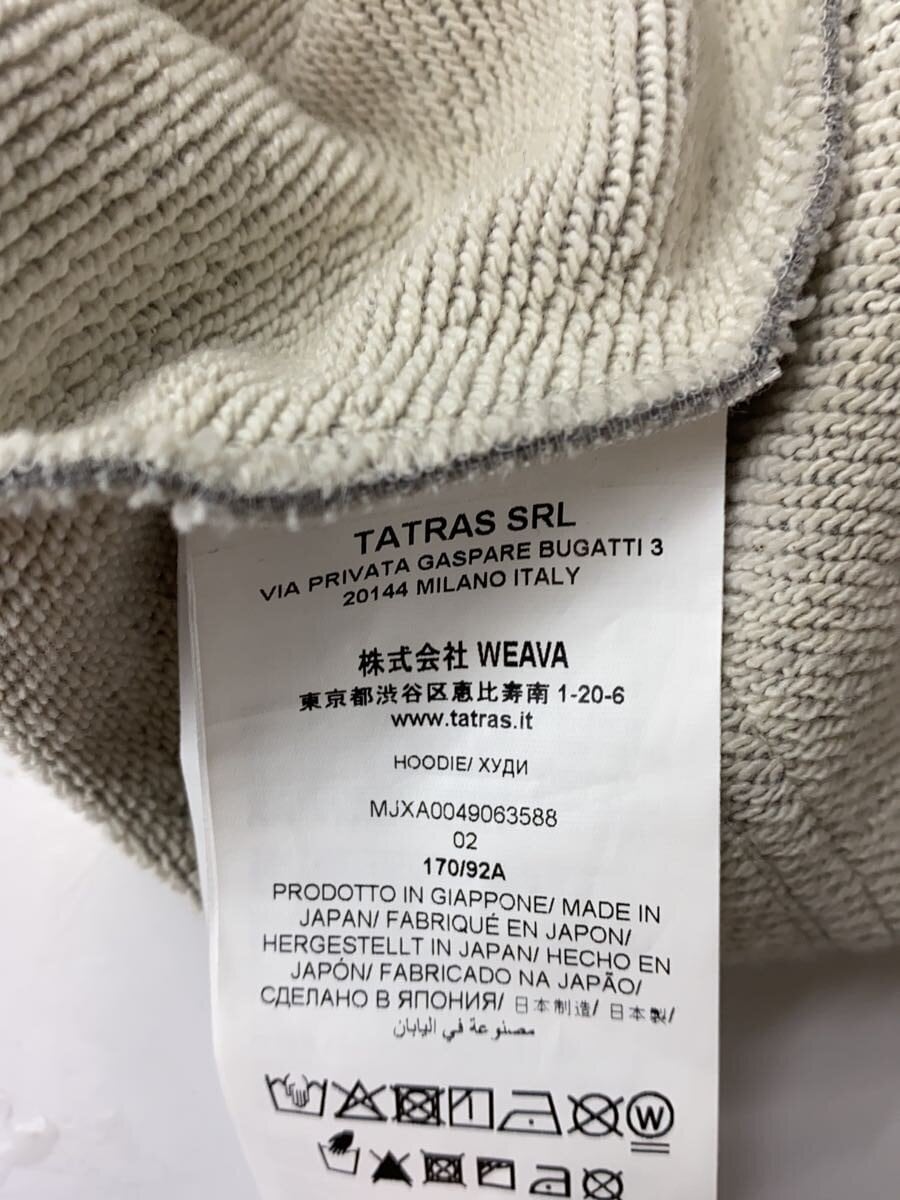 TATRAS SRL
VIA PRIVATA GASPARE BUGATTI 3
20144 MILANO ITALY
株式会社 WEAVA
東京都渋谷区恵比寿南 1-20-6
www.tatras.it
HOODIE/ ХУДИ
MJXA0049063588
02
170/92A
PRODOTTO IN GIAPPONE/ MADE IN
JAPAN/ FABRIQUÉ EN JAPON/
HERGESTELLT IN JAPAN/ HECHO EN
JAPÓN/ FABRICADO NA JAPÃO/
СДЕЛАНО В ЯПОНИЯ/ 日本制造/ 日本製/
مصنوعة في اليابان
W